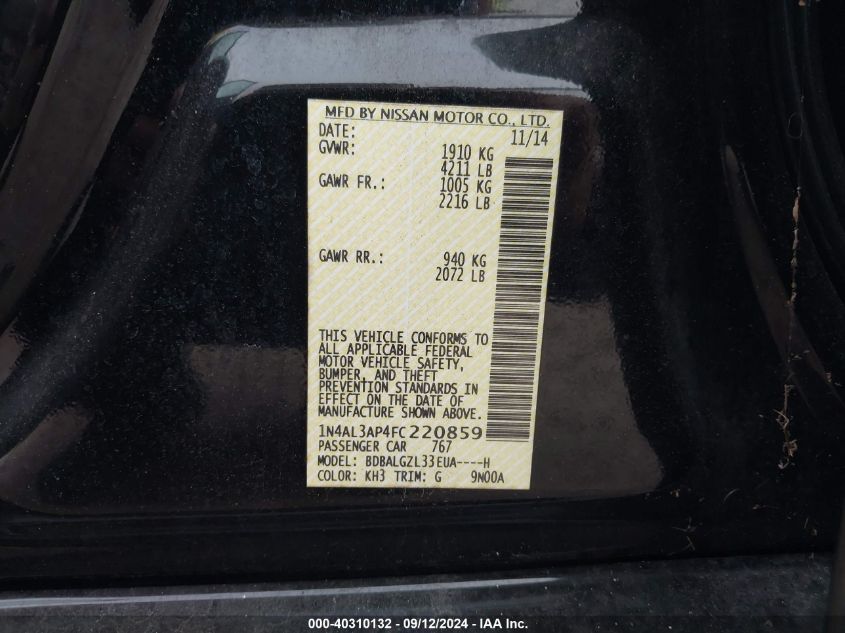 MFD BY NISSAN MOTOR CO., LTD.
DATE: 11/14
GVWR: 1910 KG
4211 LB
GAWR FR.: 1005 KG
2216 LB
GAWR RR.: 940 KG
2072 LB
THIS VEHICLE CONFORMS TO
ALL APPLICABLE FEDERAL
MOTOR VEHICLE SAFETY,
BUMPER, AND THEFT
PREVENTION STANDARDS IN
EFFECT ON THE DATE OF
MANUFACTURE SHOWN ABOVE.
1N4AL3AP4FC220859
PASSENGER CAR 767
MODEL: BDBALGZL33EUA----H
COLOR: KH3 TRIM: G 9N00A
000-40310132 - 09/12/2024 - IAA Inc.